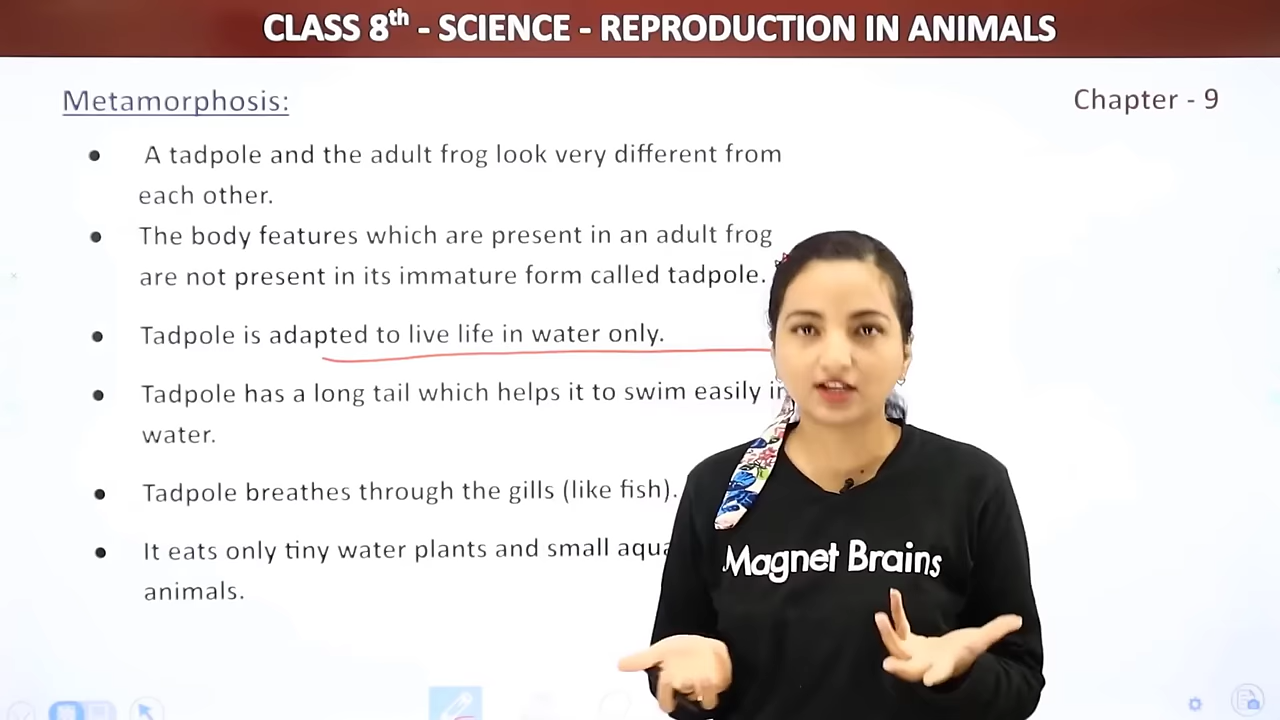 CLASS 8th - SCIENCE - REPRODUCTION IN ANIMALS
Metamorphosis:
Chapter - 9
A tadpole and the adult frog look very different from
each other.
The body features which are present in an adult frog
are not present in its immature form called tadpole.
Tadpole is adapted to live life in water only.
Tadpole has a long tail which helps it to swim easily
water.
Tadpole breathes through the gills (like fish).
It eats only tiny water plants and small
animals.
Magnet Brains